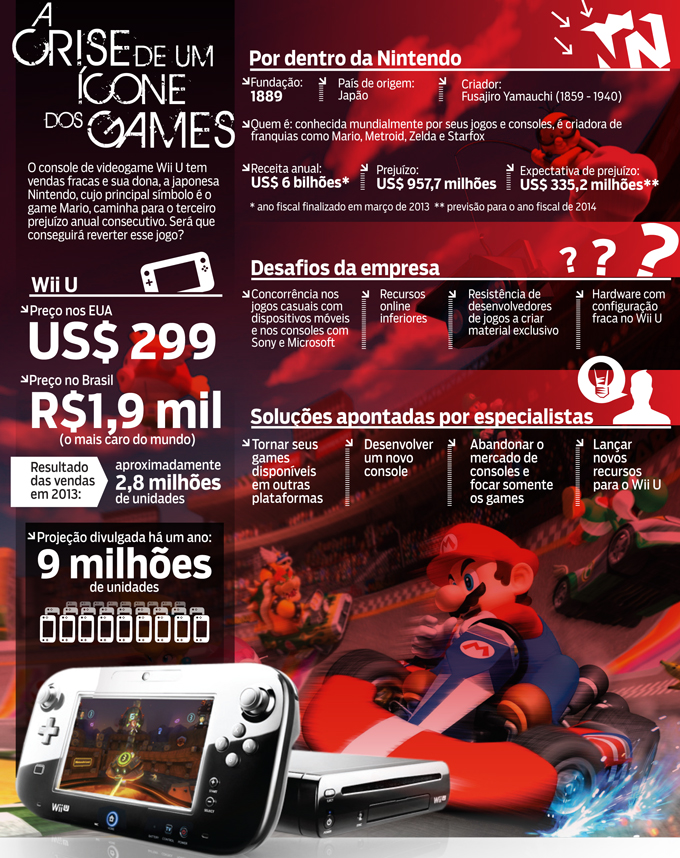 A
CRISE DE UM
ÍCONE
DOS GAMES
O console de videogame Wii U tem
vendas fracas e sua dona, a japonesa
Nintendo, cujo principal símbolo é o
game Mario, caminha para o terceiro
prejuízo anual consecutivo. Será que
conseguirá reverter esse jogo?
Wii U
Preço nos EUA
US$ 299
Preço no Brasil
R$1,9 mil
(o mais caro do mundo)
Resultado
das vendas
em 2013:
aproximadamente
2,8 milhões
de unidades
Projeção divulgada há um ano:
9 milhões
de unidades
Por dentro da Nintendo
N
Fundação:
1889
País de origem:
Japão
Criador:
Fusajiro Yamauchi (1859 - 1940)
Quem é: conhecida mundialmente por seus jogos e consoles, é criadora de
franquias como Mario, Metroid, Zelda e Starfox
Receita anual:
US$ 6 bilhões*
Prejuízo:
US$ 957,7 milhões
Expectativa de prejuízo:
US$ 335,2 milhões**
* ano fiscal finalizado em março de 2013 ** previsão para o ano fiscal de 2014
Desafios da empresa
? ? ?
Concorrência nos
jogos casuais com
dispositivos móveis
e nos consoles com
Sony e Microsoft
Recursos
online
inferiores
Resistência de
desenvolvedores
de jogos a criar
material exclusivo
Hardware com
configuração
fraca no Wii U
Soluções apontadas por especialistas
Tornar seus
games
disponíveis
em outras
plataformas
Desenvolver
um novo
console
Abandonar o
mercado de
consoles e
focar somente
os games
Lançar
novos
recursos
para o Wii U
M
M
START
SELECT
Wii U
HOME
TV
POWER
Wii U